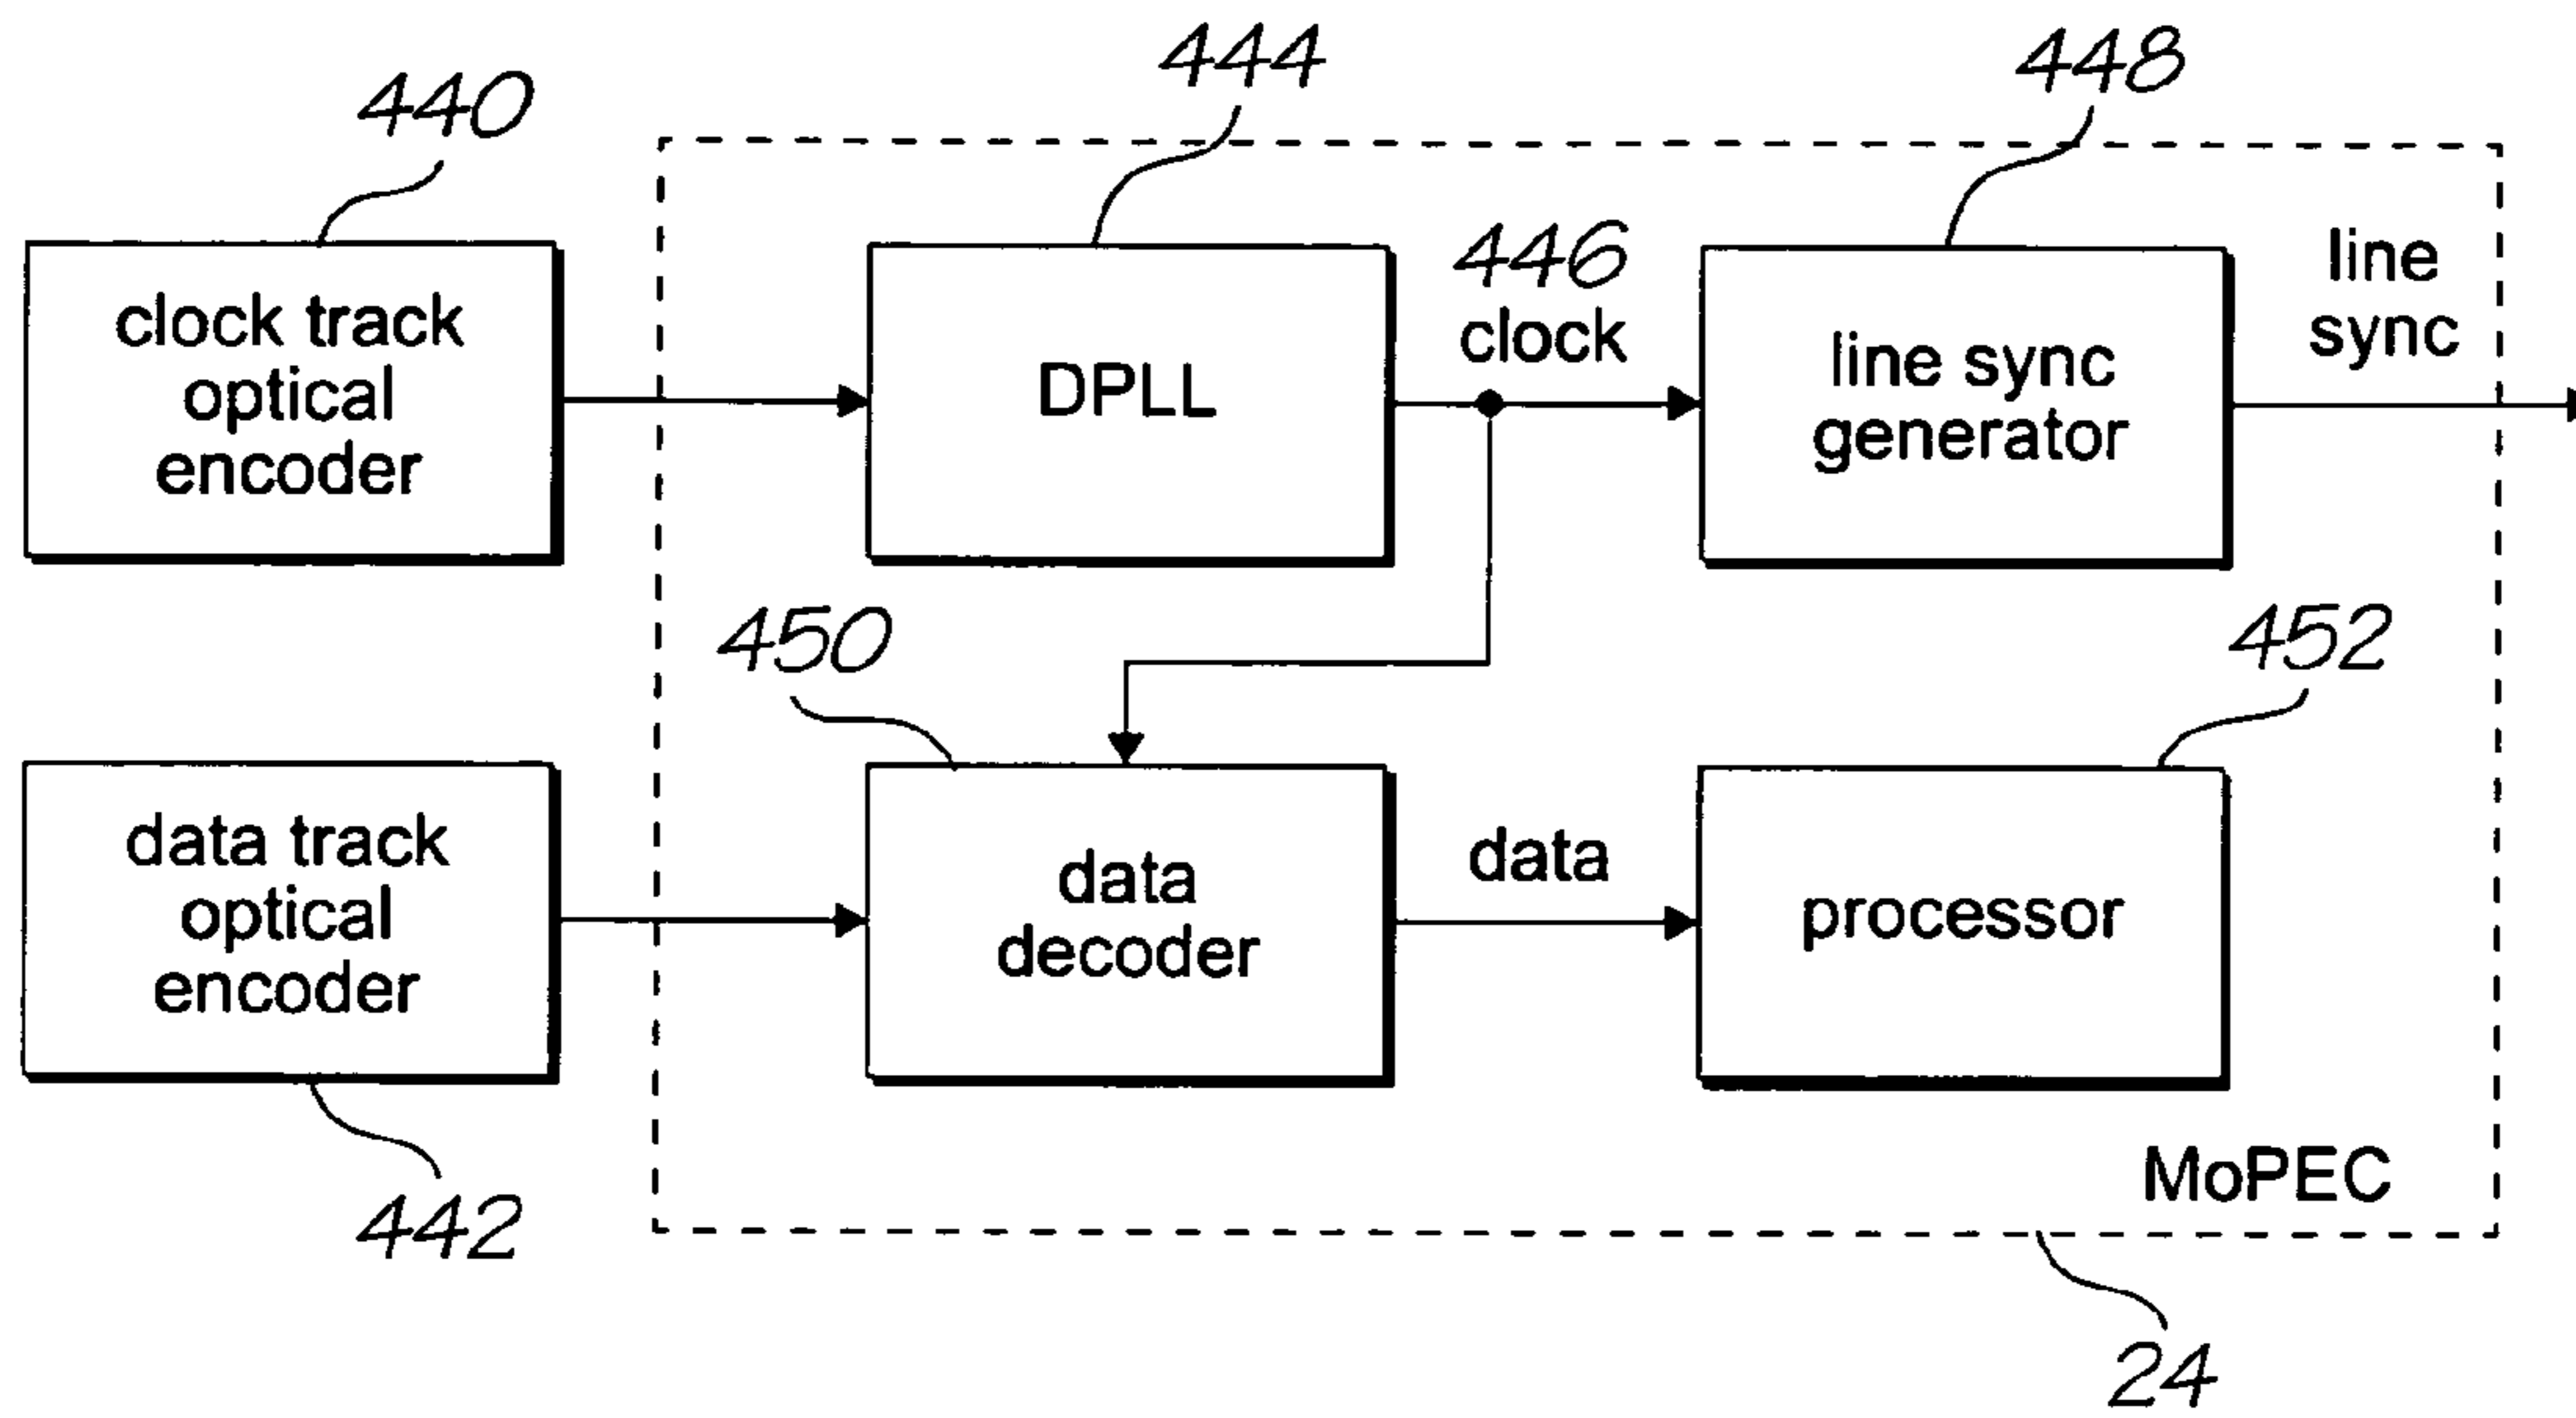 440
444
448
clock track
optical
encoder
DPLL
446
clock
line sync
generator
line
sync
450
452
data track
optical
encoder
data
decoder
data
processor
442
MoPEC
24